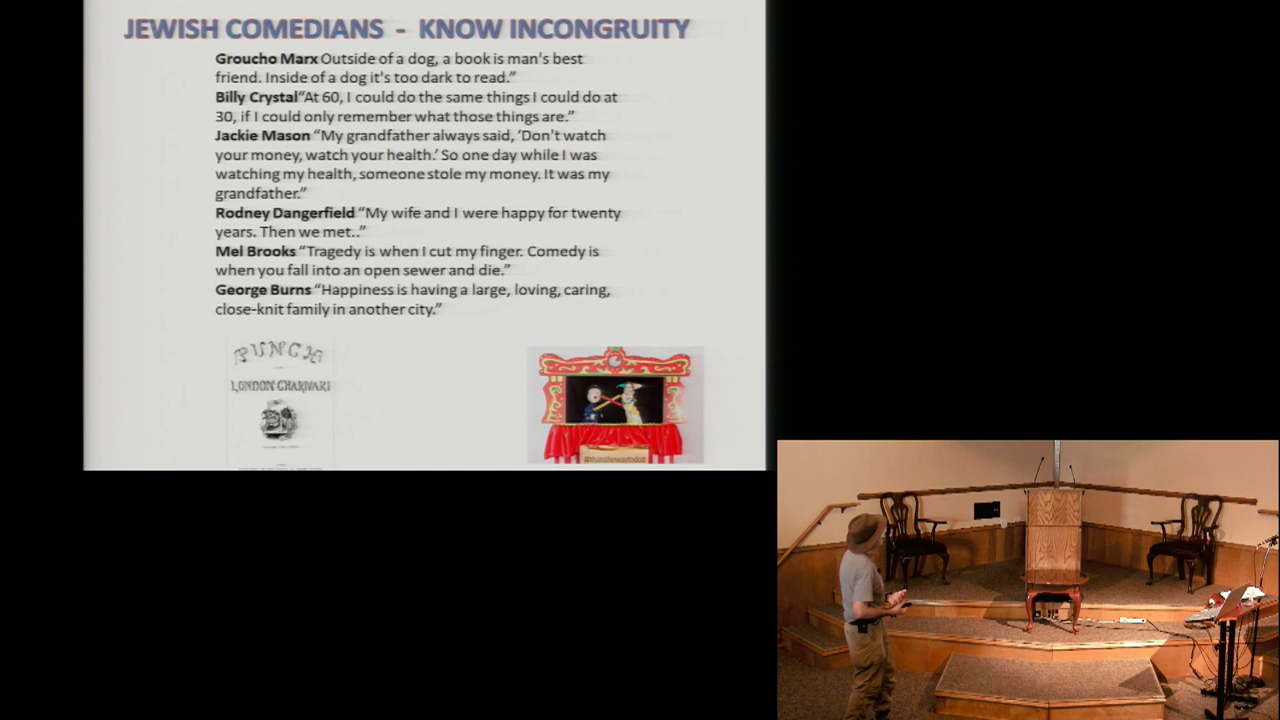 JEWISH COMEDIANS - KNOW INCONGRUITY
Groucho Marx Outside of a dog, a book is man's best
friend. Inside of a dog it's too dark to read.”
Billy Crystal“At 60, I could do the same things I could do at
30, if I could only remember what those things are.”
Jackie Mason “My grandfather always said, ‘Don't watch
your money, watch your health.’ So one day while I was
watching my health, someone stole my money. It was my
grandfather.”
Rodney Dangerfield “My wife and I were happy for twenty
years. Then we met..”
Mel Brooks “Tragedy is when I cut my finger. Comedy is
when you fall into an open sewer and die.”
George Burns “Happiness is having a large, loving, caring,
close-knit family in another city.”
PUNCH
LONDON CHARIVARI
#thatsthewaytodoit